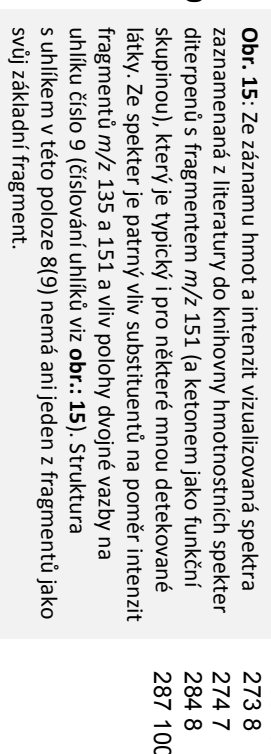 Obr. 15: Ze záznamu hmot a intenzit vizualizovaná spektra
zaznamenaná z literatury do knihovny hmotnostních spekter
diterpenů s fragmentem m/z 151 (a ketonem jako funkční
skupinou), který je typický i pro některé mnou detekované
látky. Ze spekter je patrný vliv substituentů na poměr intenzit
fragmentů m/z 135 a 151 a vliv polohy dvojné vazby na
uhlíku číslo 9 (číslování uhlíků viz obr.: 15). Struktura
s uhlíkem v této poloze 8(9) nemá ani jeden z fragmentů jako
svůj základní fragment.
273 8
274 7
284 8
287 100